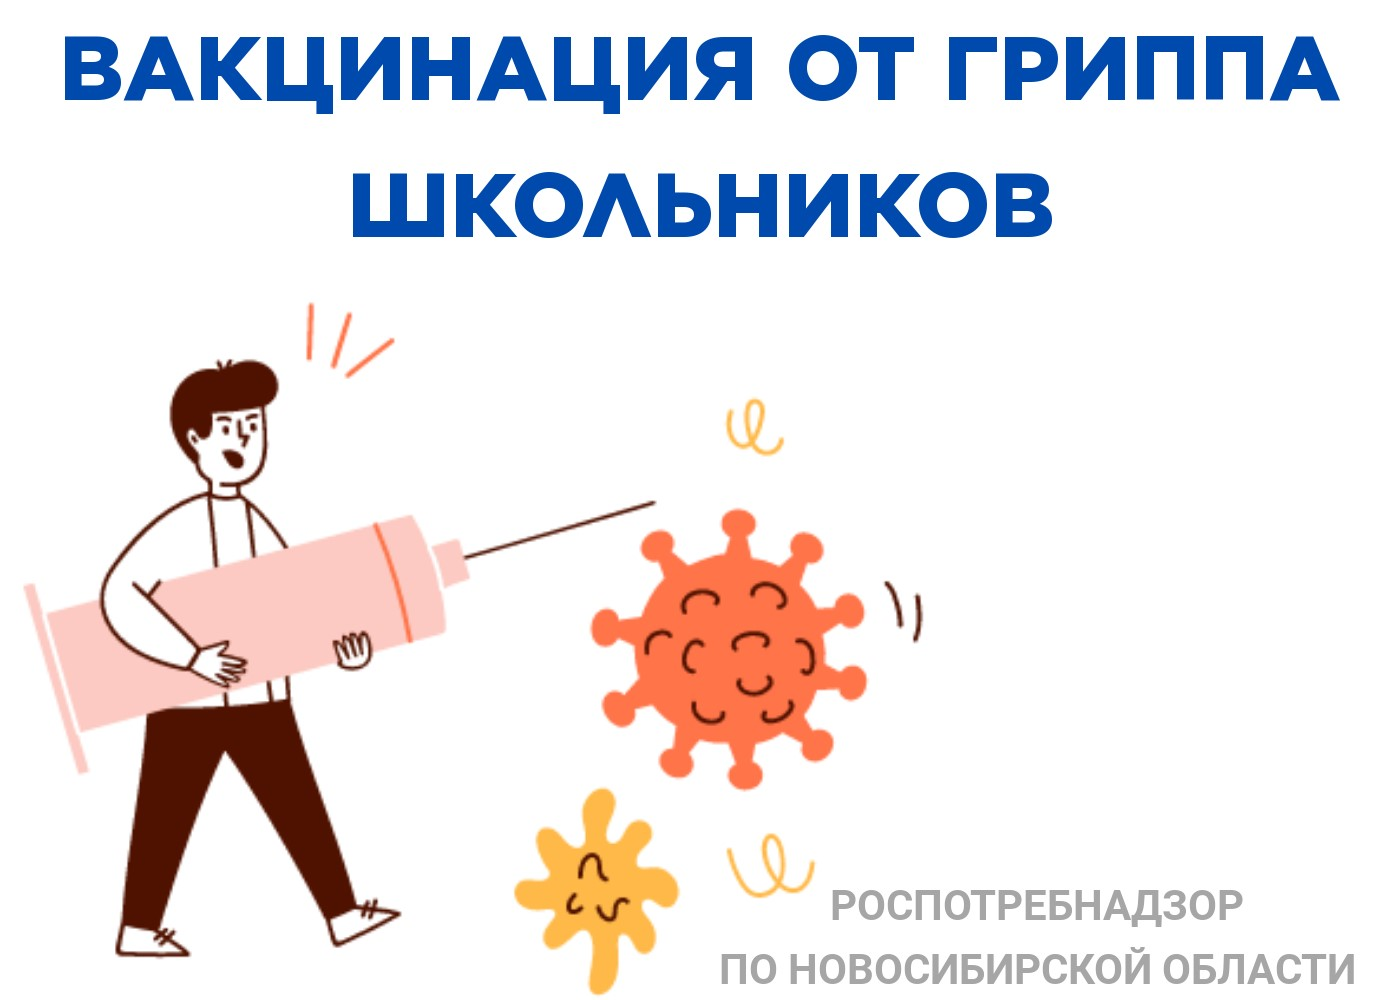 ВАКЦИНАЦИЯ ОТ ГРИППА
ШКОЛЬНИКОВ
РОСПОТРЕБНАДЗОР
ПО НОВОСИБИРСКОЙ ОБЛАСТИ